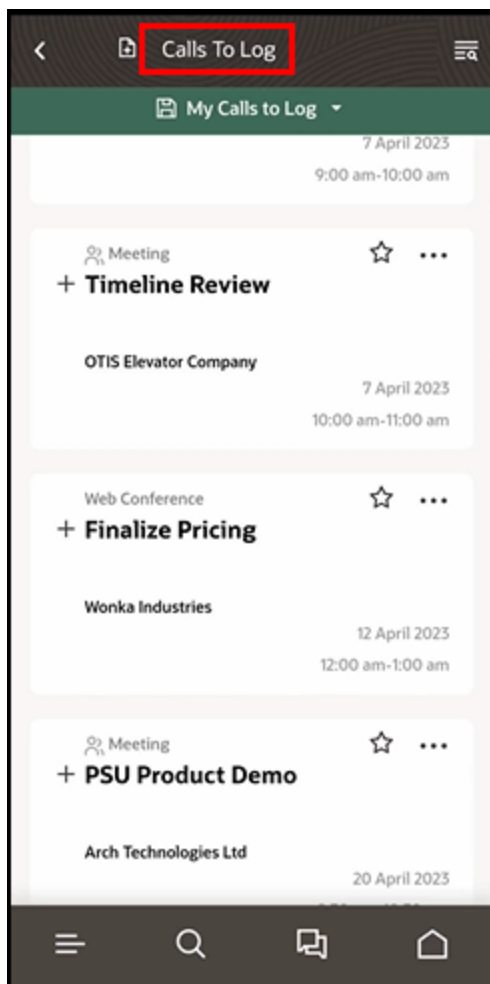 Calls To Log
My Calls to Log
7 April 2023
9:00 am-10:00 am
Meeting
+ Timeline Review
OTIS Elevator Company
7 April 2023
10:00 am-11:00 am
Web Conference
+ Finalize Pricing
Wonka Industries
12 April 2023
12:00 am-1:00 am
Meeting
+ PSU Product Demo
Arch Technologies Ltd
20 April 2023